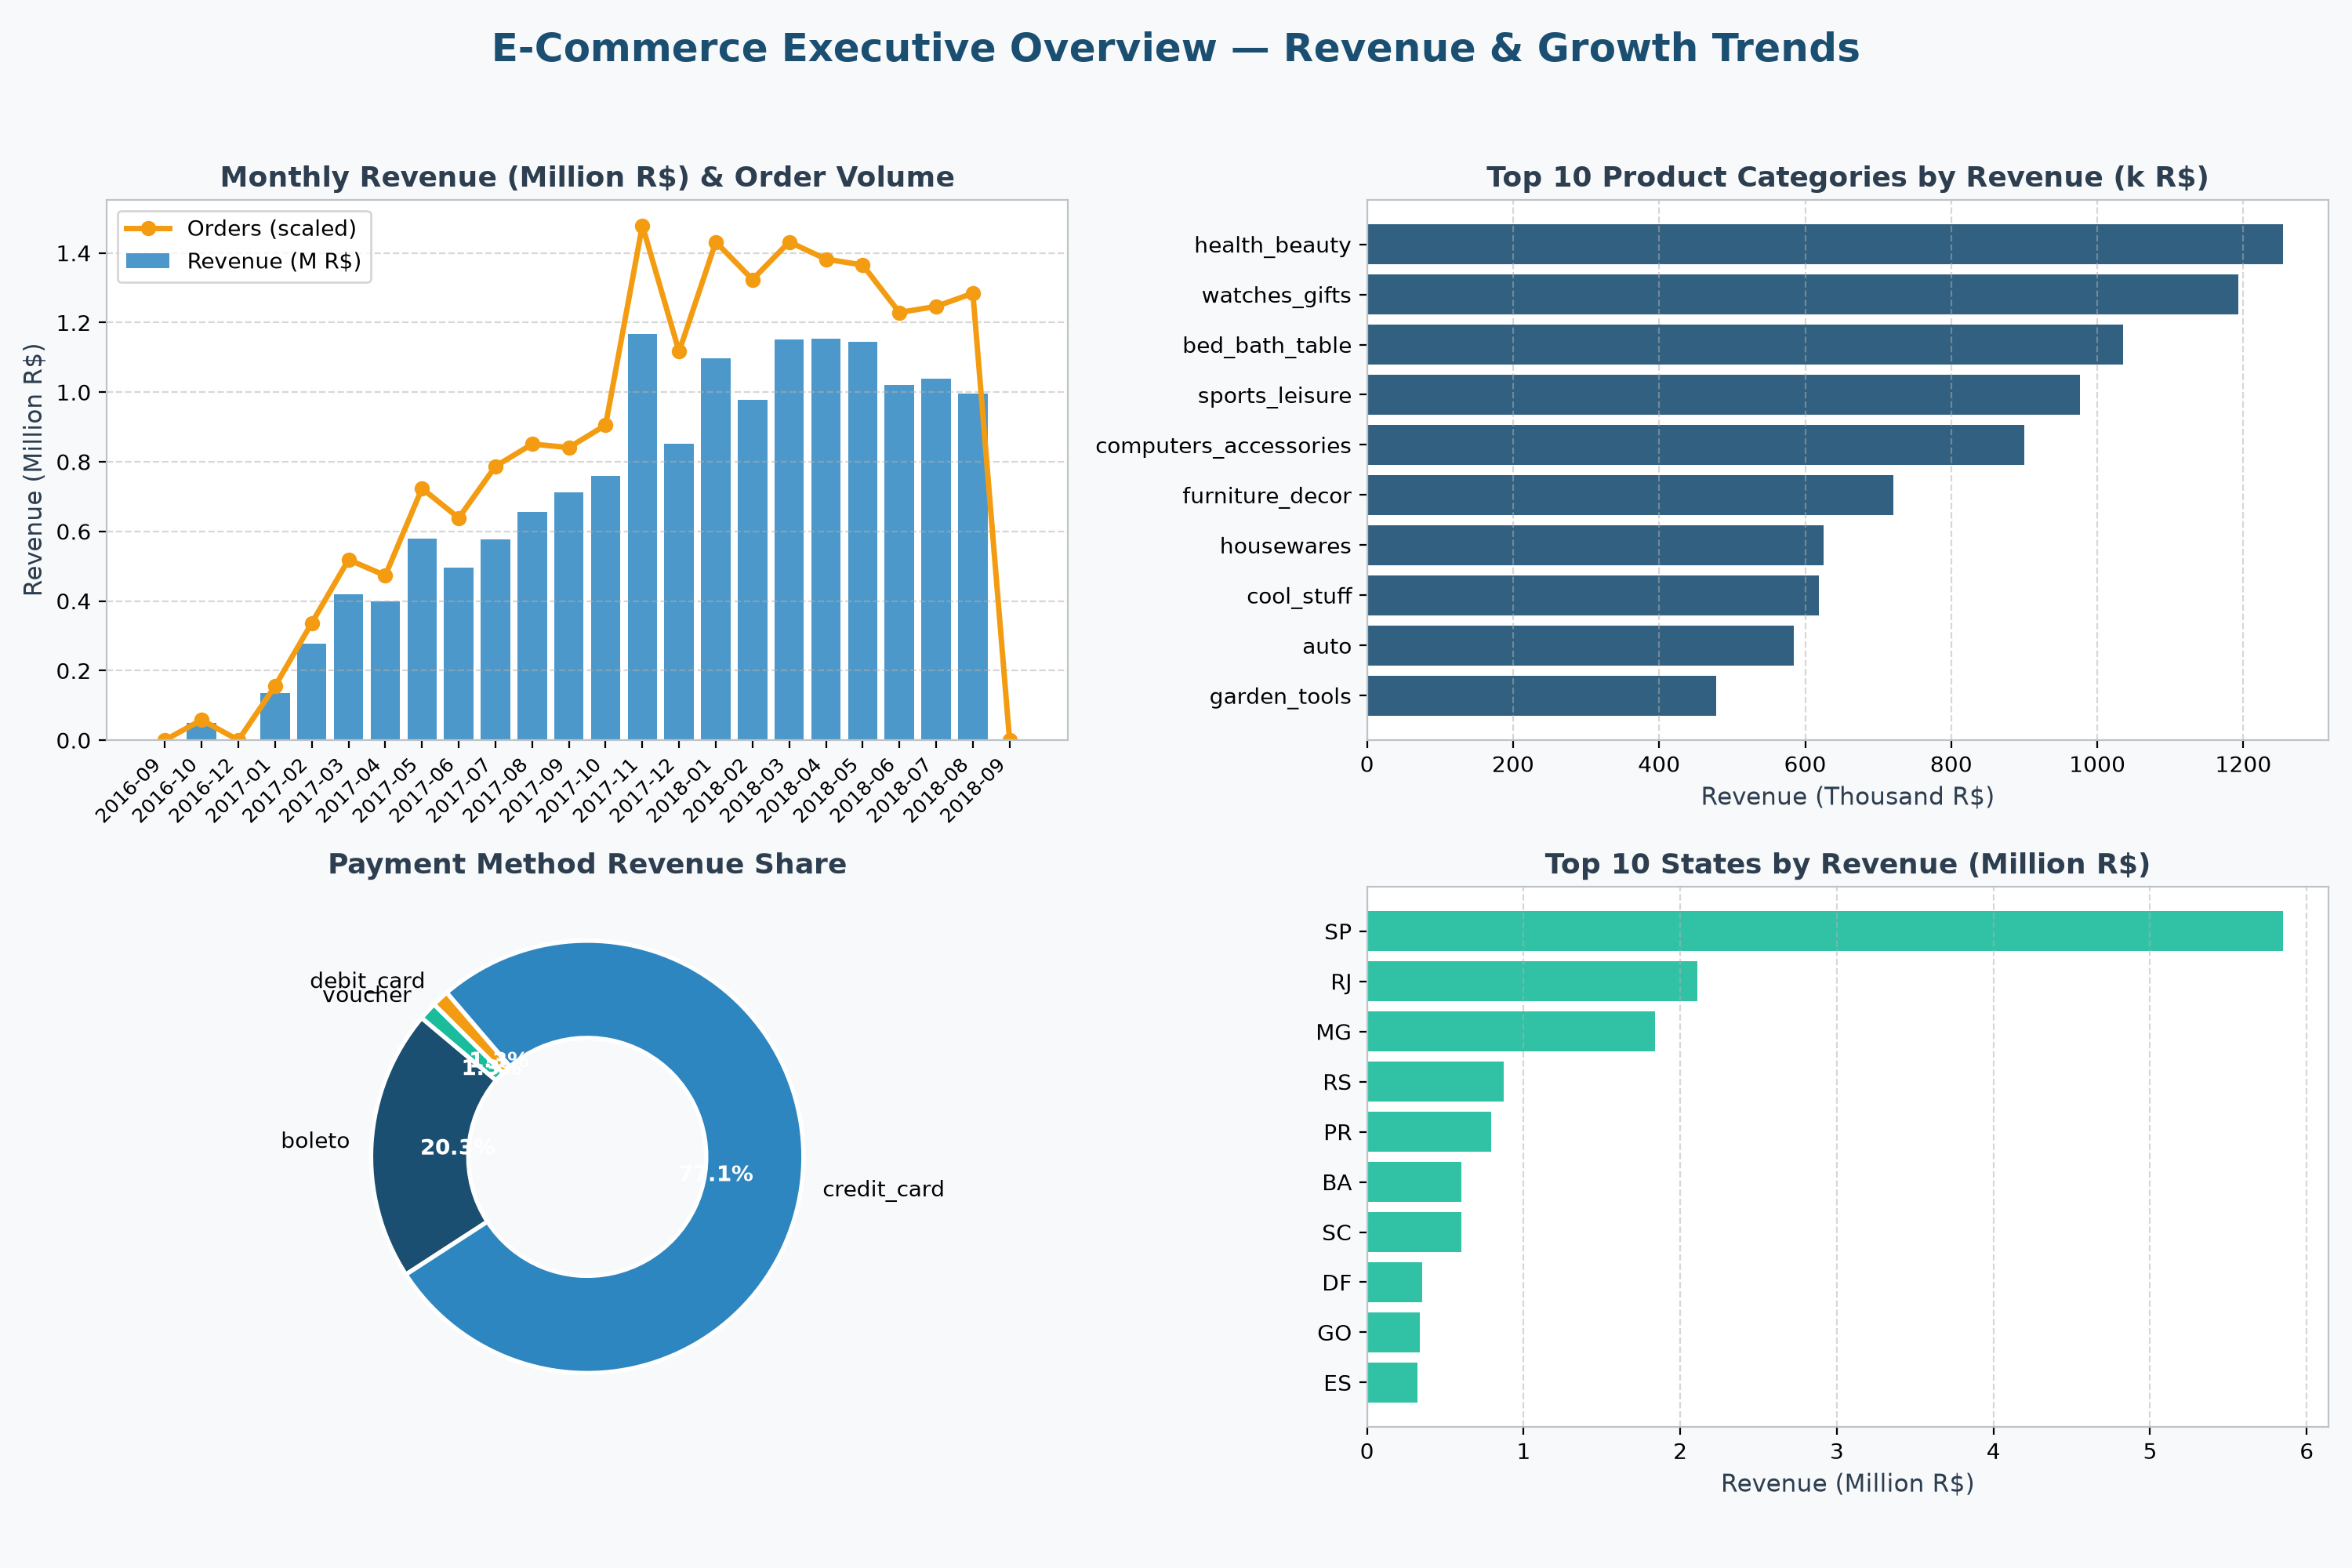 E-Commerce Executive Overview — Revenue & Growth Trends
Monthly Revenue (Million R$) & Order Volume
Orders (scaled)
Revenue (M R$)
Revenue (Million R$)
1.4
1.2
1.0
0.8
0.6
0.4
0.2
0.0
2016-09
2016-10
2016-12
2017-01
2017-02
2017-03
2017-04
2017-05
2017-06
2017-07
2017-08
2017-09
2017-10
2017-11
2017-12
2018-01
2018-02
2018-03
2018-04
2018-05
2018-06
2018-07
2018-08
2018-09
Top 10 Product Categories by Revenue (k R$)
health_beauty
watches_gifts
bed_bath_table
sports_leisure
computers_accessories
furniture_decor
housewares
cool_stuff
auto
garden_tools
0 200 400 600 800 1000 1200
Revenue (Thousand R$)
Payment Method Revenue Share
debit_card
voucher
boleto
20.3%
77.1%
credit_card
Top 10 States by Revenue (Million R$)
SP
RJ
MG
RS
PR
BA
SC
DF
GO
ES
0 1 2 3 4 5 6
Revenue (Million R$)